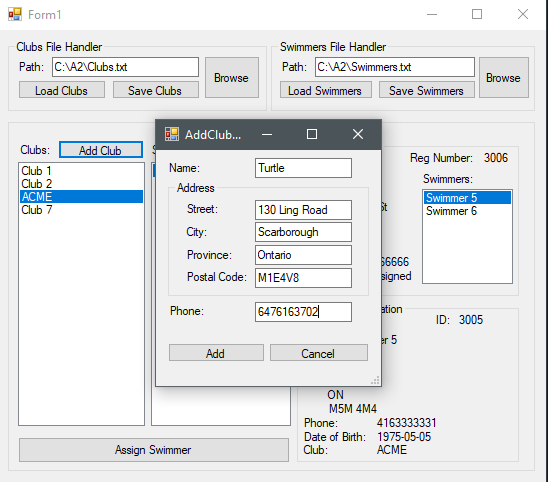 Form1
Clubs File Handler
Path: C:\A2\Clubs.txt
Browse
Load Clubs Save Clubs
Swimmers File Handler
Path: C:\A2\Swimmers.txt
Browse
Load Swimmers Save Swimmers
Clubs: Add Club
Club 1
Club 2
ACME
Club 7
AddClub...
Name: Turtle
Address
Street: 130 Ling Road
City: Scarborough
Province: Ontario
Postal Code: M1E4V8
Phone: 6476163702
Add Cancel
Reg Number: 3006
Swimmers:
Swimmer 5
Swimmer 6
St
66666
signed
ation
ID: 3005
er 5
ON
M5M 4M4
Phone: 4163333331
Date of Birth: 1975-05-05
Club: ACME
Assign Swimmer